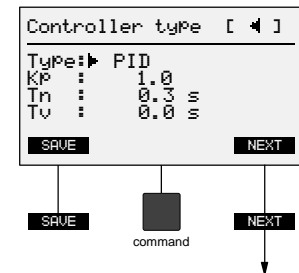 Controller type [ ◀ ]
Type:▶ PID
Kp : 1.0
Tn : 0.3 s
Tv : 0.0 s
SAVE NEXT
SAVE NEXT
command